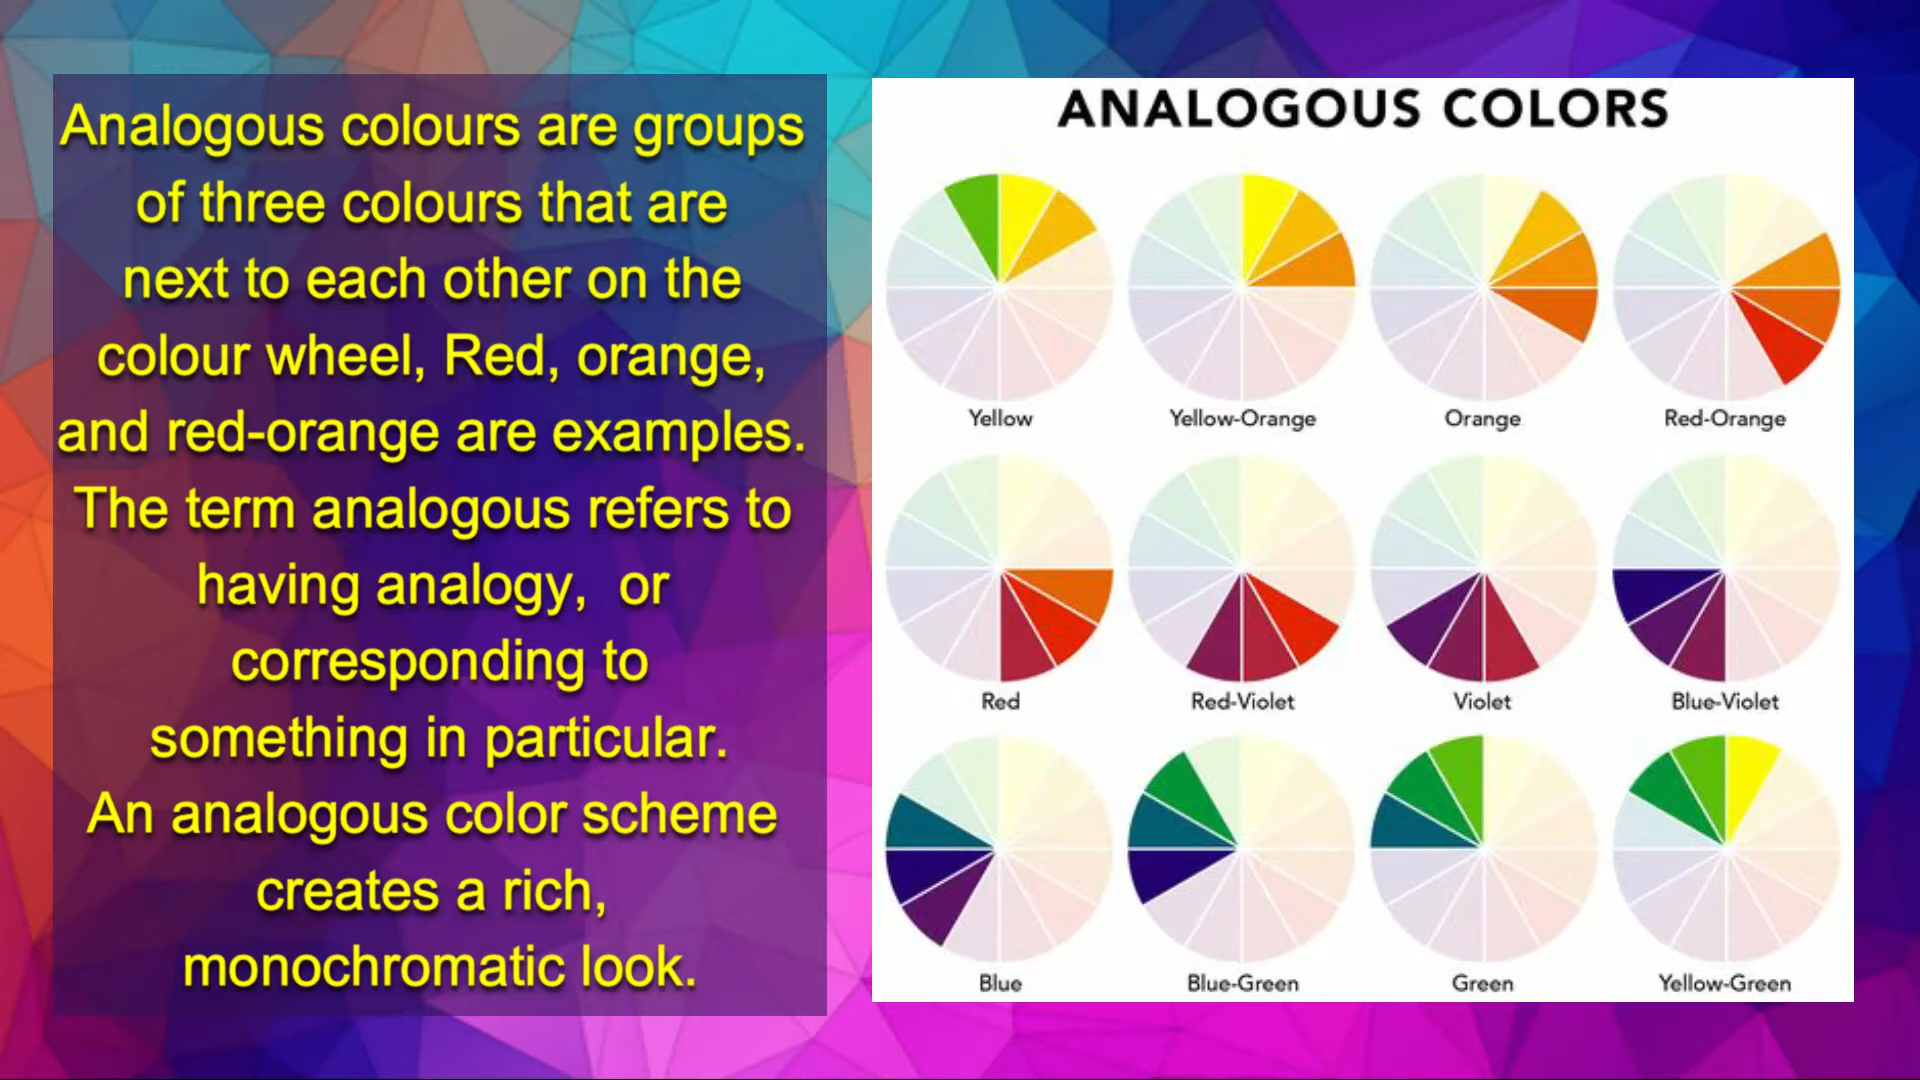 Analogous colours are groups
of three colours that are
next to each other on the
colour wheel, Red, orange,
and red-orange are examples.
The term analogous refers to
having analogy,  or
corresponding to
something in particular.
An analogous color scheme
creates a rich,
monochromatic look.
ANALOGOUS COLORS
Yellow
Yellow-Orange
Orange
Red-Orange
Red
Red-Violet
Violet
Blue-Violet
Blue
Blue-Green
Green
Yellow-Green